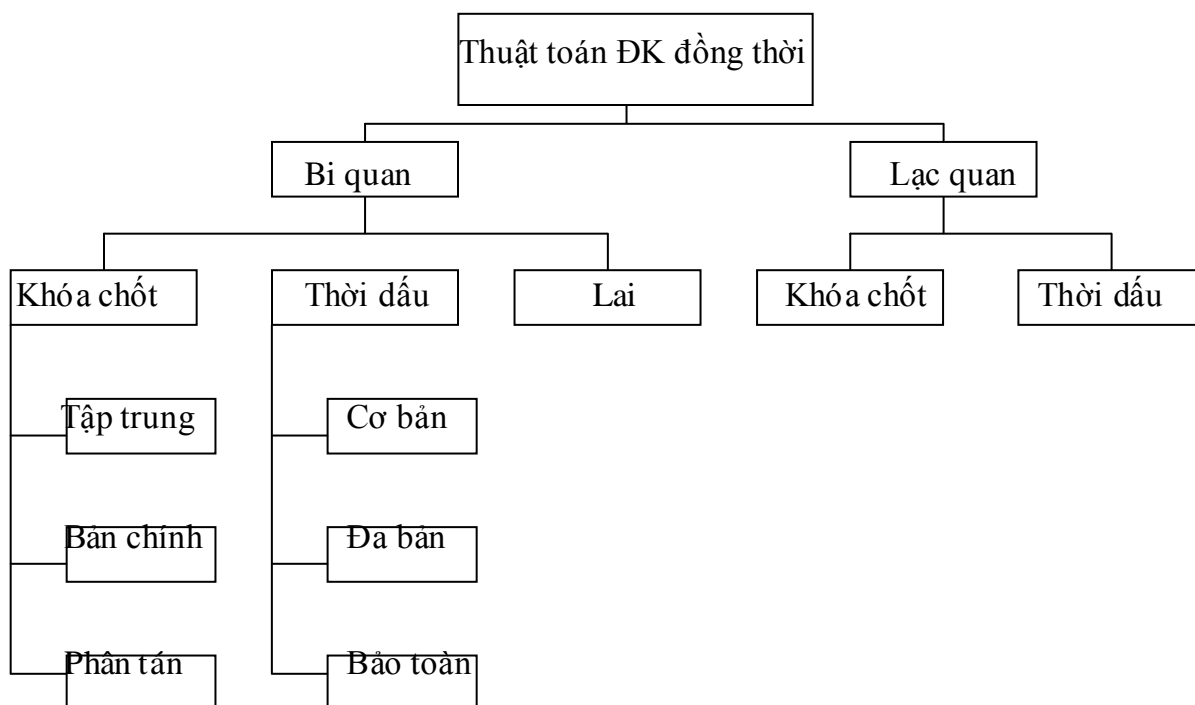 Thuật toán ĐK đồng thời
Bi quan
Lạc quan
Khóa chốt
Thời dấu
Lai
Khóa chốt
Thời dấu
Tập trung
Cơ bản
Bản chính
Đa bản
Phân tán
Bảo toàn